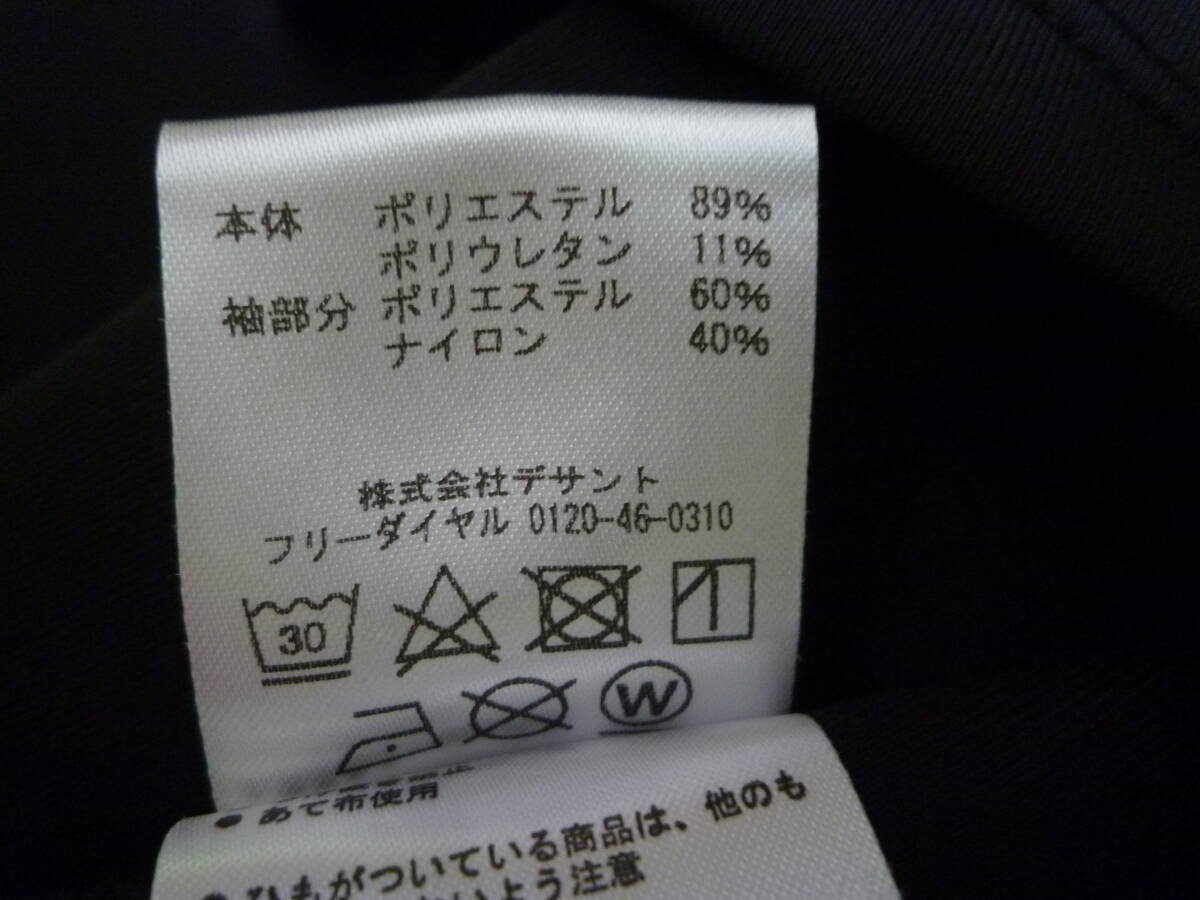 本体 ポリエステル 89%
ポリウレタン 11%
袖部分 ポリエステル 60%
ナイロン 40%
株式会社デサント
フリーダイヤル 0120-46-0310
30
W
● あて布使用
● ひもがついている商品は、他のも
ないよう注意